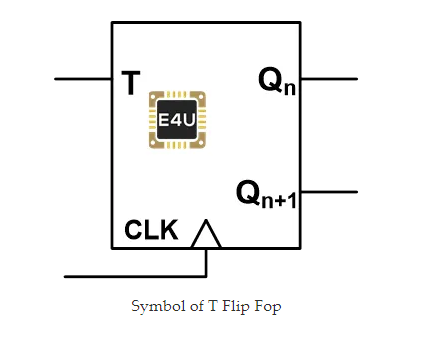 T
Qn
E4U
Qn+1
CLK
Symbol of T Flip Fop